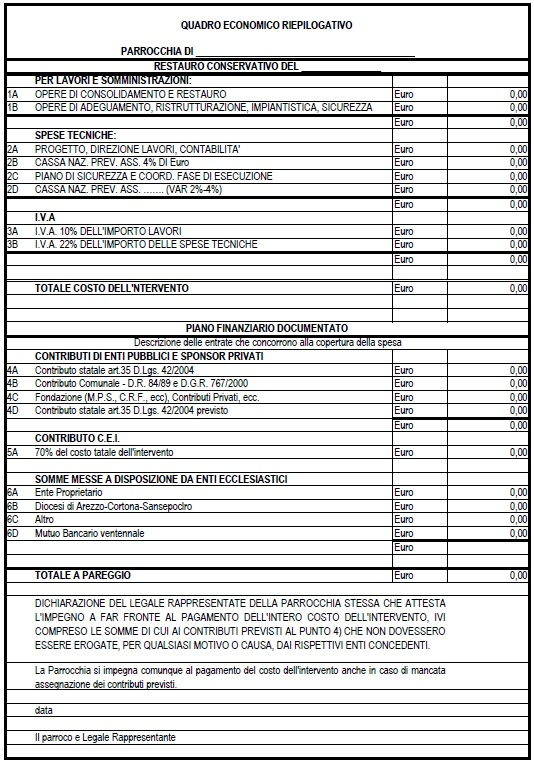 QUADRO ECONOMICO RIEPILOGATIVO
PARROCCHIA DI
RESTAURO CONSERVATIVO DEL
PER LAVORI E SOMMINISTRAZIONI:
1A OPERE DI CONSOLIDAMENTO E RESTAURO Euro 0,00
1B OPERE DI ADEGUAMENTO, RISTRUTTURAZIONE, IMPIANTISTICA, SICUREZZA Euro 0,00
Euro 0,00
SPESE TECNICHE:
2A PROGETTO, DIREZIONE LAVORI, CONTABILITA' Euro 0,00
2B CASSA NAZ. PREV. ASS. 4% DI Euro Euro 0,00
2C PIANO DI SICUREZZA E COORD. FASE DI ESECUZIONE Euro 0,00
2D CASSA NAZ. PREV. ASS. ……. (VAR 2%-4%) Euro 0,00
Euro 0,00
I.V.A
3A I.V.A. 10% DELL'IMPORTO LAVORI Euro 0,00
3B I.V.A. 22% DELL'IMPORTO DELLE SPESE TECNICHE Euro 0,00
Euro 0,00
TOTALE COSTO DELL'NTERVENTO Euro 0,00
PIANO FINANZIARIO DOCUMENTATO
Descrizione delle entrate che concorrono alla copertura della spesa
CONTRIBUTI DI ENTI PUBBLICI E SPONSOR PRIVATI
4A Contributo statale art.35 D.Lgs. 42/2004 Euro 0,00
4B Contributo Comunale - D.R. 84/89 e D.G.R. 767/2000 Euro 0,00
4C Fondazione (M.P.S., C.R.F., ecc), Contributi Privati, ecc. Euro 0,00
4D Contributo statale art.35 D.Lgs. 42/2004 previsto Euro 0,00
Euro 0,00
CONTRIBUTO C.E.I.
5A 70% del costo tatale dell'intervento Euro 0,00
SOMME MESSE A DISPOSIZIONE DA ENTI ECCLESIASTICI
6A Ente Proprietario Euro 0,00
6B Diocesi di Arezzo-Cortona-Sansepoclro Euro 0,00
6C Altro Euro 0,00
6D Mutuo Bancario ventennale Euro 0,00
Euro 0,00
TOTALE A PAREGGIO Euro 0,00
DICHIARAZIONE DEL LEGALE RAPPRESENTATE DELLA PARROCCHIA STESSA CHE ATTESTA
L'IMPEGNO A FAR FRONTE AL PAGAMENTO DELL'INTERO COSTO DELL'INTERVENTO, IVI
COMPRESO LE SOMME DI CUI AI CONTRIBUTI PREVISTI AL PUNTO 4) CHE NON DOVESSERO
ESSERE EROGATE, PER QUALSIASI MOTIVO O CAUSA, DAI RISPETTIVI ENTI CONCEDENTI.
La Parrocchia si impegna comunque al pagamento del costo dell'intervento anche in caso di mancata
assegnazione dei contributi previsti.
data
Il parroco e Legale Rappresentante